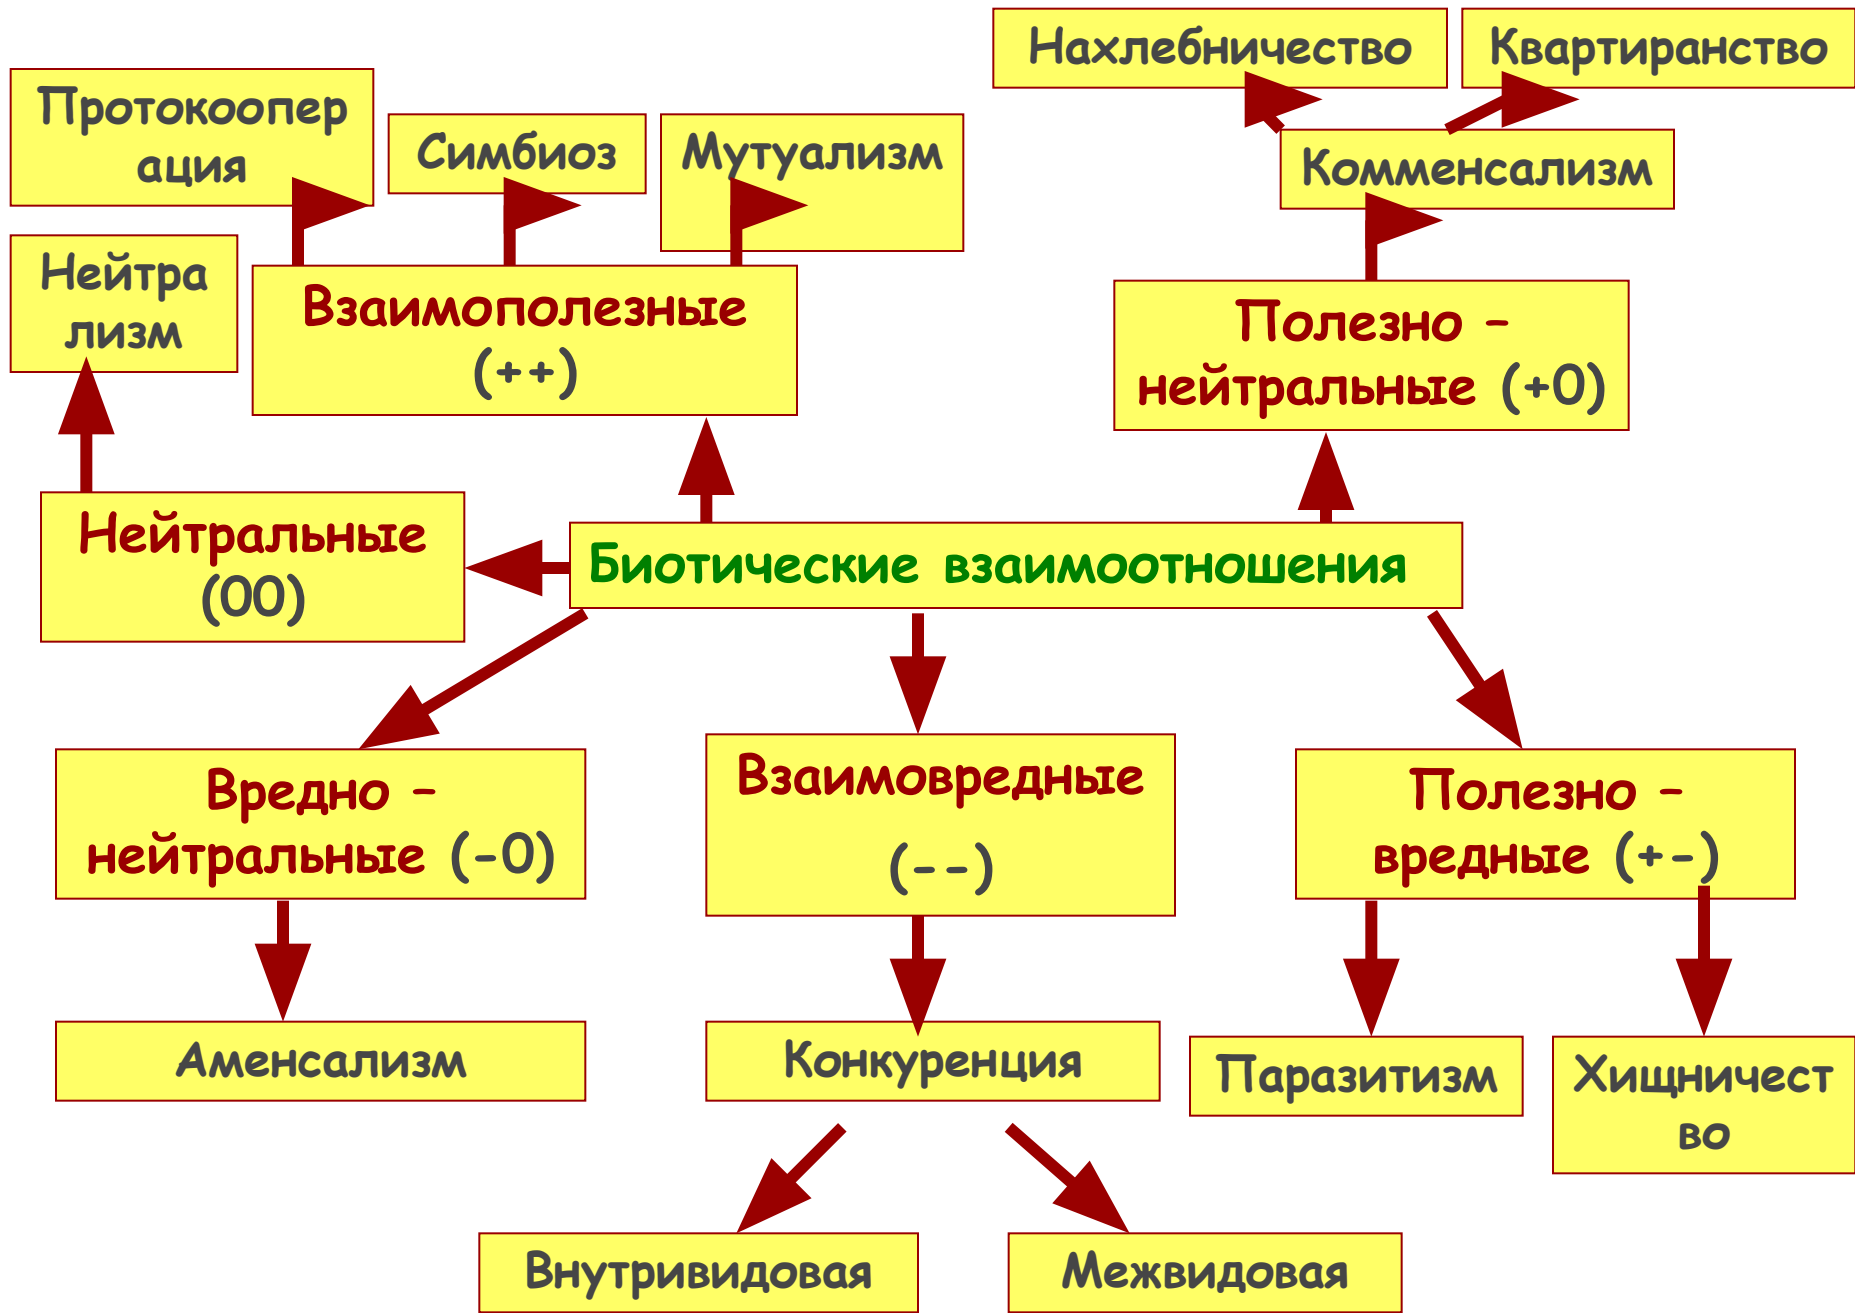 Нахлебничество
Квартиранство
Протокоопер
ация
Симбиоз
Мутуализм
Комменсализм
Нейтра
лизм
Взаимополезные
(++)
Полезно –
нейтральные (+0)
Нейтральные
(00)
Биотические взаимоотношения
Вредно –
нейтральные (-0)
Взаимовредные
(--)
Полезно –
вредные (+-)
Аменсализм
Конкуренция
Паразитизм
Хищничест
во
Внутривидовая
Межвидовая